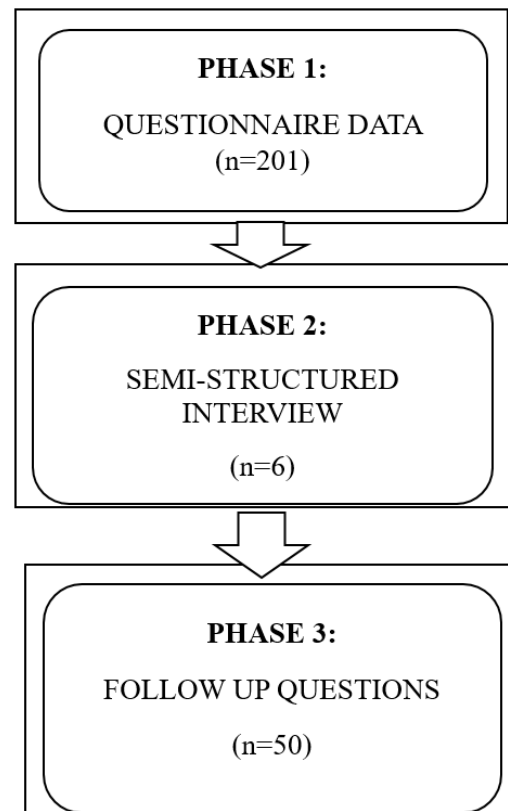 PHASE 1:
QUESTIONNAIRE DATA
(n=201)
PHASE 2:
SEMI-STRUCTURED
INTERVIEW
(n=6)
PHASE 3:
FOLLOW UP QUESTIONS
(n=50)